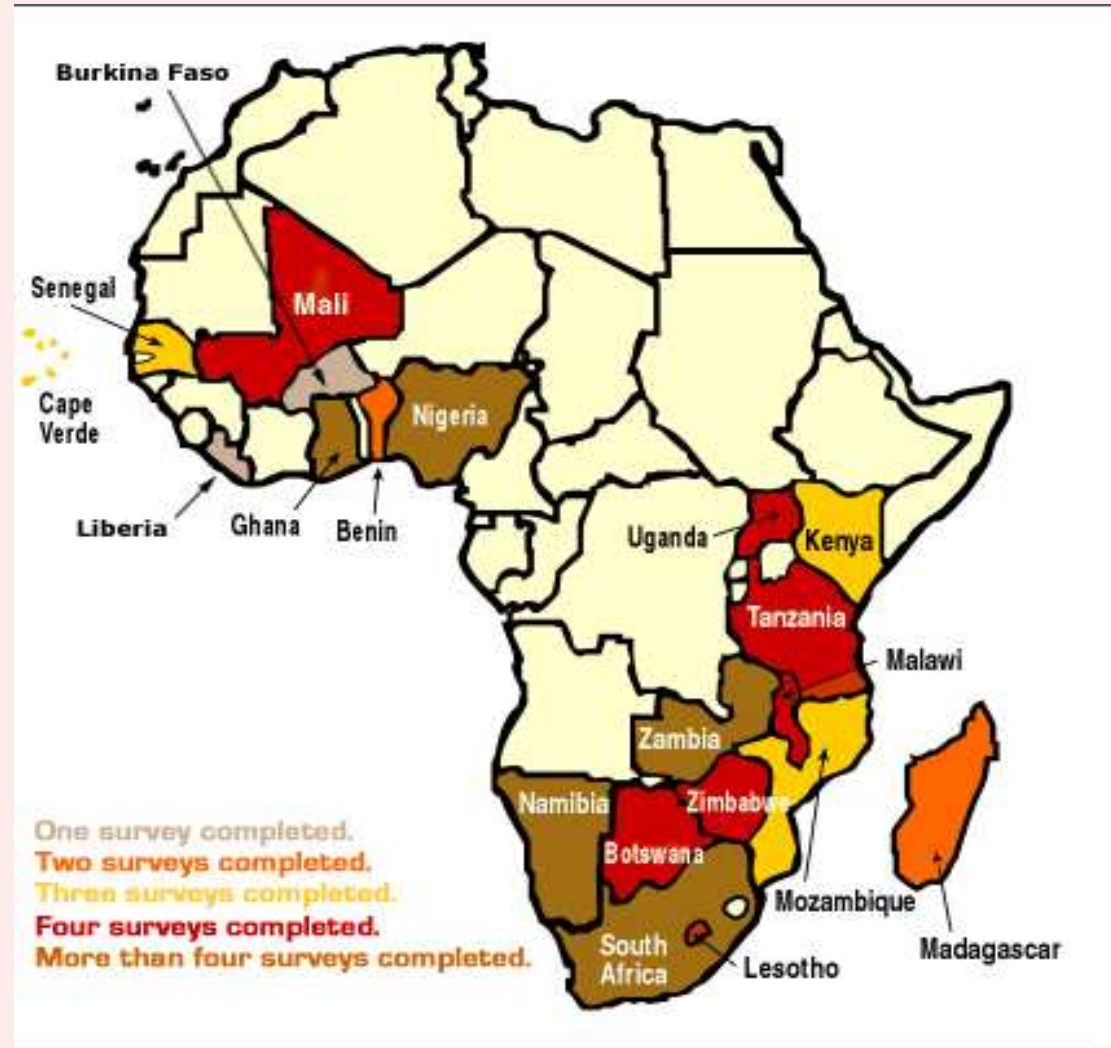 Burkina Faso
Senegal
Mali
Cape
Verde
Nigeria
Liberia
Ghana
Benin
Uganda
Kenya
Tanzania
Malawi
Zambia
Namibia
Zimbabwe
Botswana
Mozambique
Madagascar
South
Africa
Lesotho
One survey completed.
Two surveys completed.
Three surveys completed.
Four surveys completed.
More than four surveys completed.